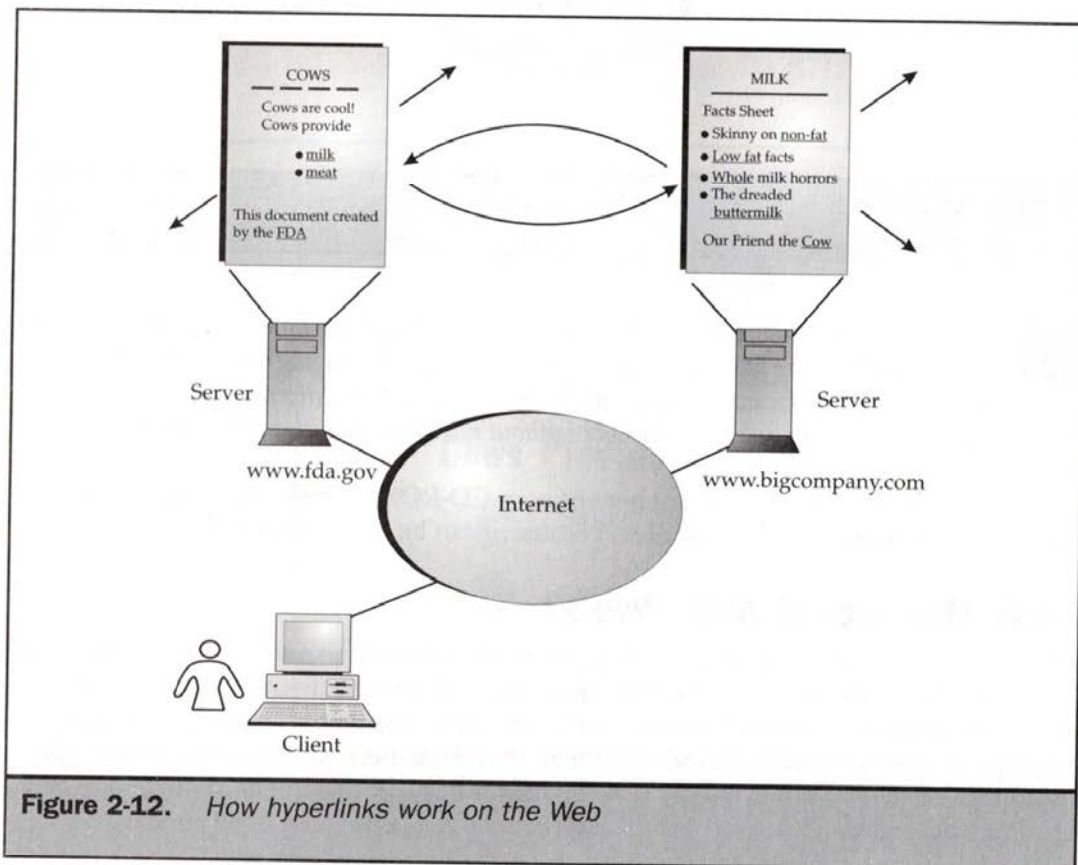 COWS
Cows are cool!
Cows provide
• milk
• meat
This document created
by the FDA
MILK
Facts Sheet
• Skinny on non-fat
• Low fat facts
• Whole milk horrors
• The dreaded
buttermilk
Our Friend the Cow
Server
www.fda.gov
Server
www.bigcompany.com
Internet
Client
Figure 2-12. How hyperlinks work on the Web